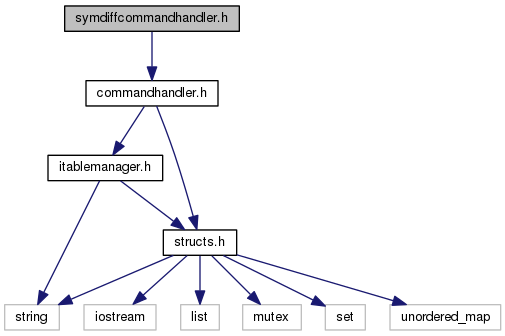 symdiffcommandhandler.h
commandhandler.h
itablemanager.h
structs.h
string
iostream
list
mutex
set
unordered_map